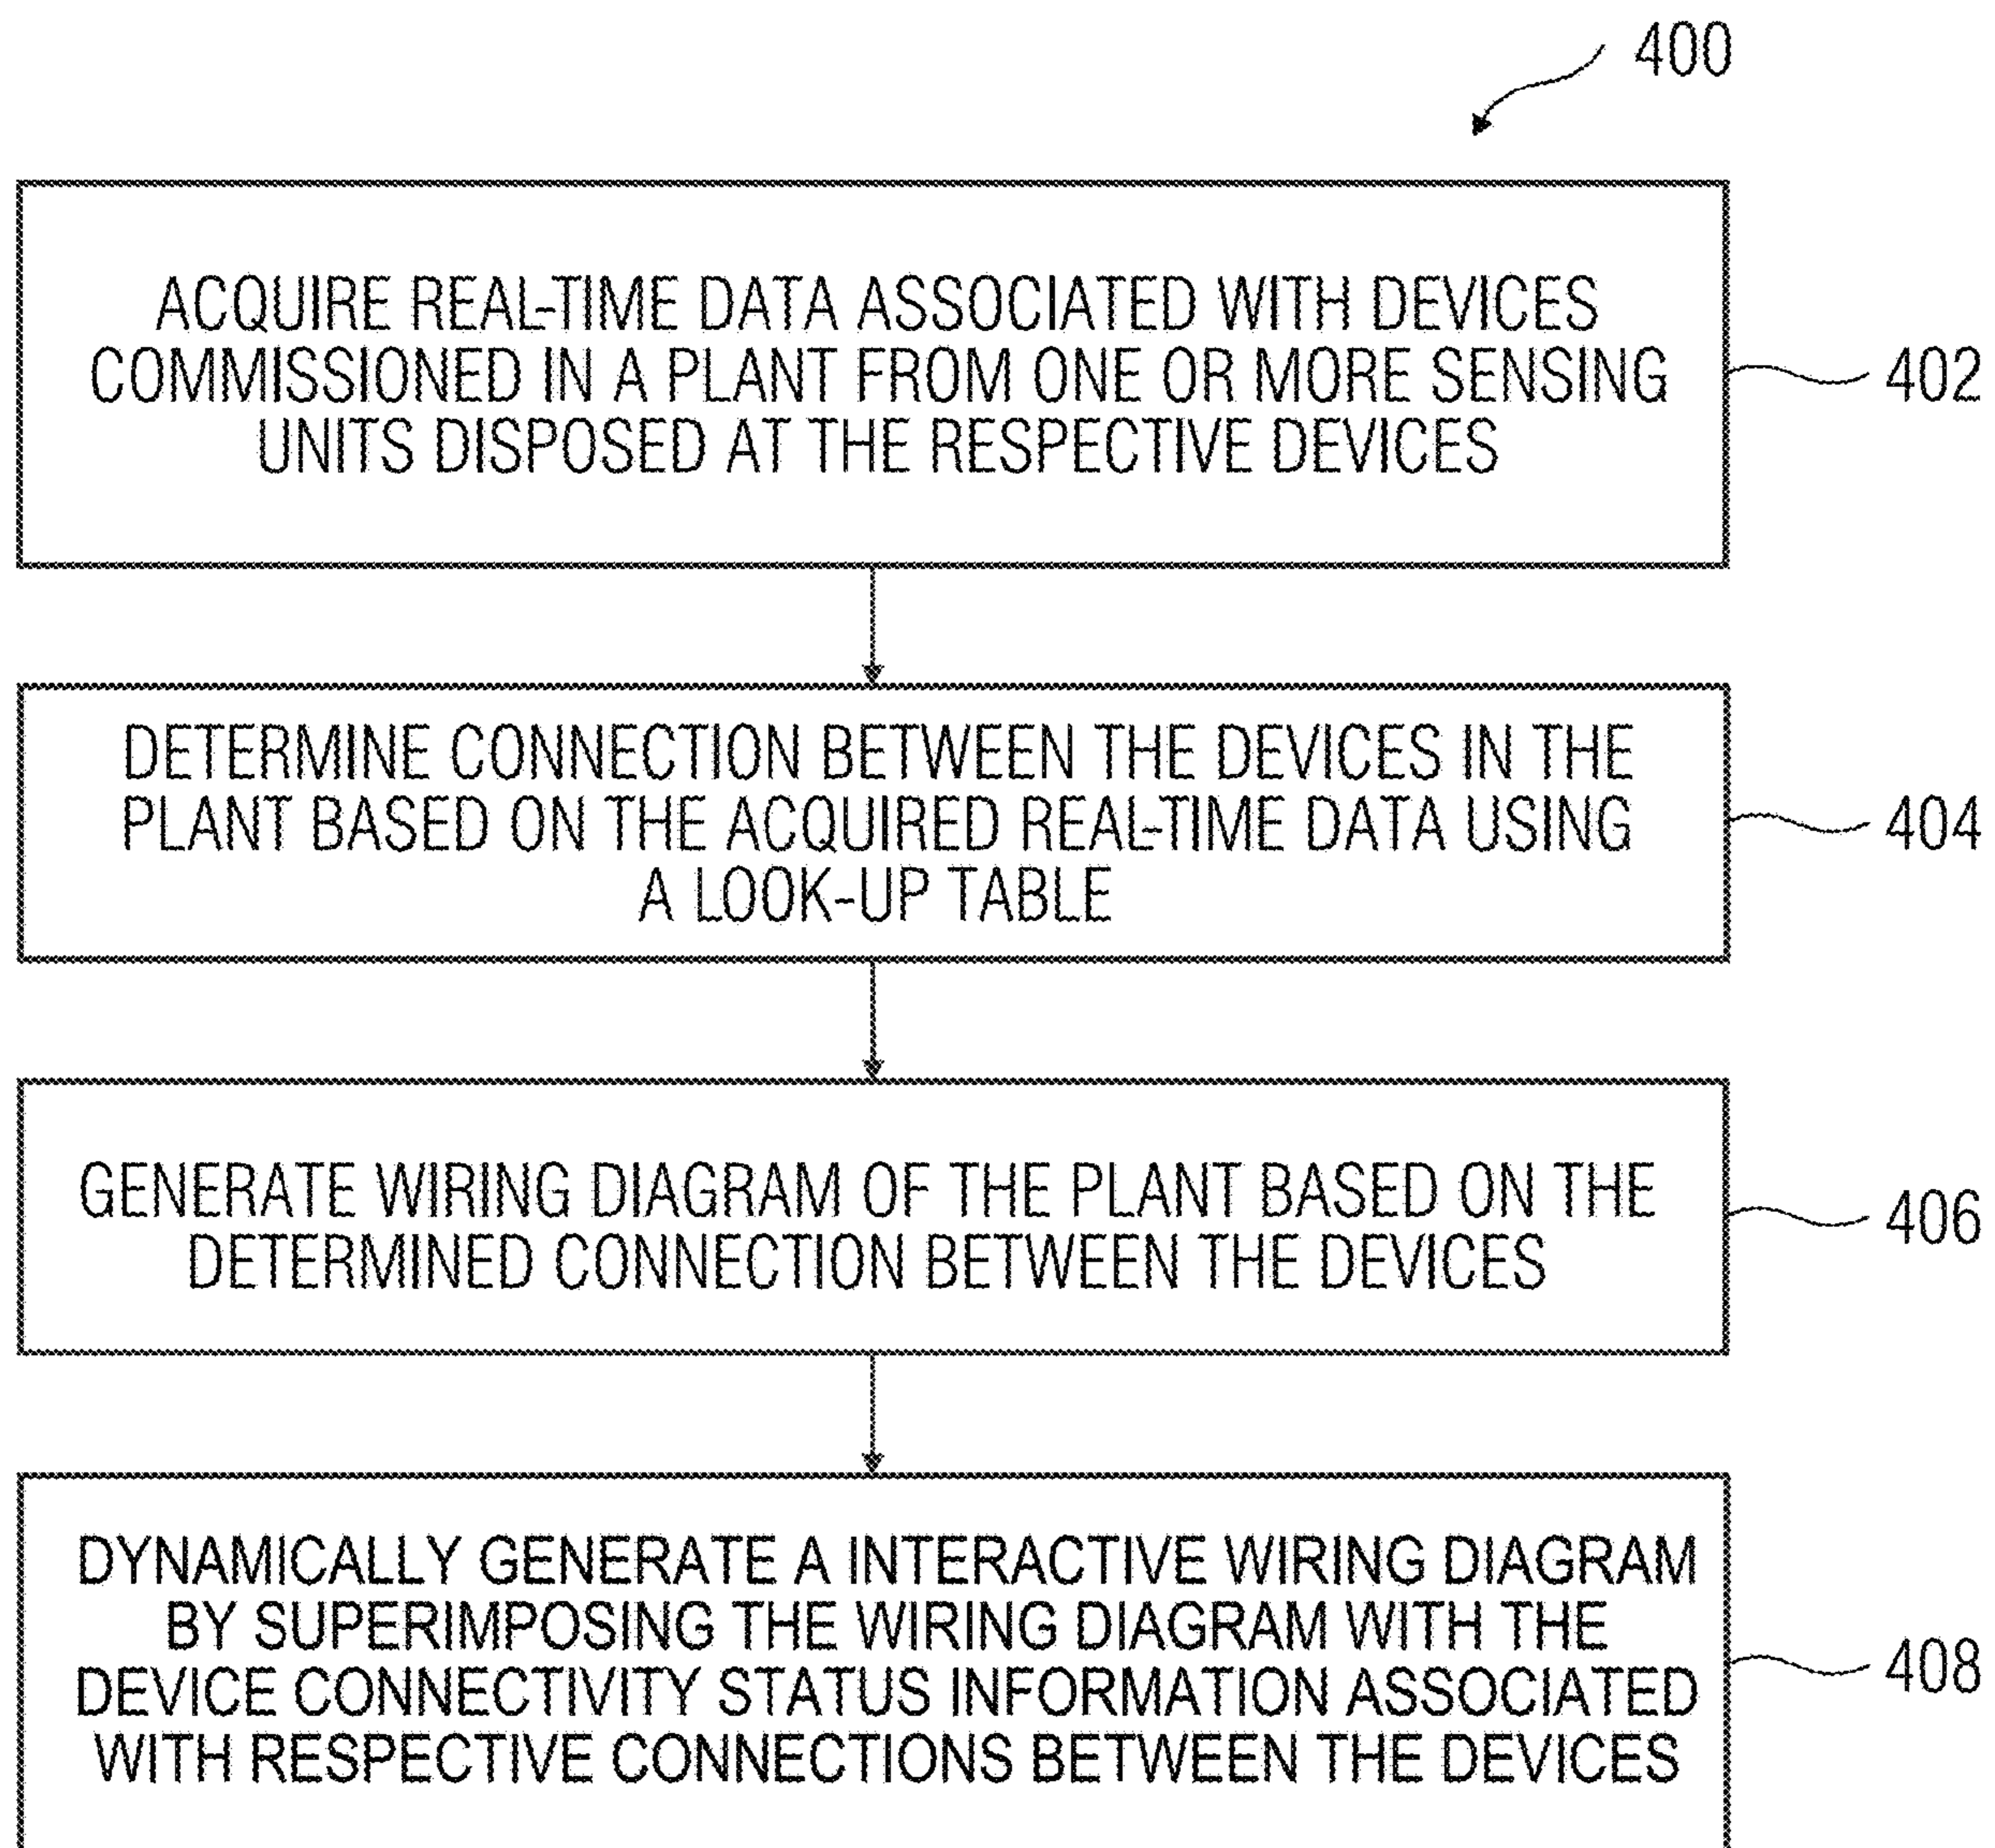 400
ACQUIRE REAL-TIME DATA ASSOCIATED WITH DEVICES
COMMISSIONED IN A PLANT FROM ONE OR MORE SENSING
UNITS DISPOSED AT THE RESPECTIVE DEVICES
402
DETERMINE CONNECTION BETWEEN THE DEVICES IN THE
PLANT BASED ON THE ACQUIRED REAL-TIME DATA USING
A LOOK-UP TABLE
404
GENERATE WIRING DIAGRAM OF THE PLANT BASED ON THE
DETERMINED CONNECTION BETWEEN THE DEVICES
406
DYNAMICALLY GENERATE A INTERACTIVE WIRING DIAGRAM
BY SUPERIMPOSING THE WIRING DIAGRAM WITH THE
DEVICE CONNECTIVITY STATUS INFORMATION ASSOCIATED
WITH RESPECTIVE CONNECTIONS BETWEEN THE DEVICES
408